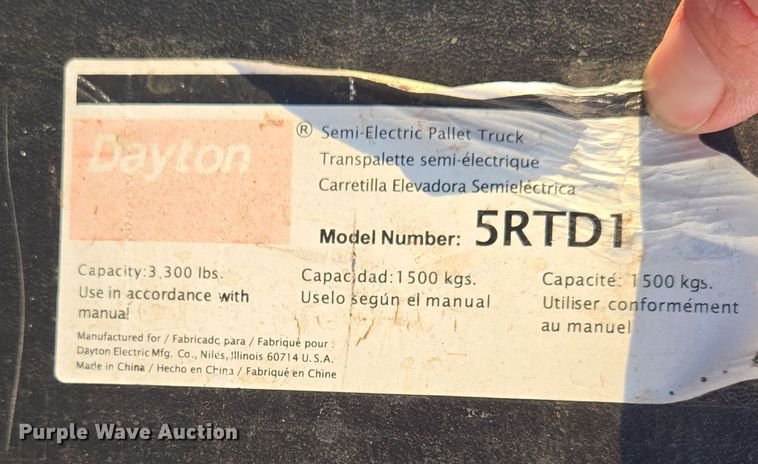 Dayton
® Semi-Electric Pallet Truck
Transpalette semi-électrique
Carretilla Elevadora Semieléctrica
Model Number: 5RTD1
Capacity:3,300 lbs.
Use in accordance with
manual
Capacidad:1500 kgs.
Uselo según el manual
Capacité: 1500 kgs.
Utiliser conformément
au manuel
Manufactured for / Fabricado para / Fabriqué pour :
Dayton Electric Mfg. Co., Niles, Illinois 60714 U.S.A.
Made in China / Hecho en China / Fabriqué en Chine
Purple Wave Auction